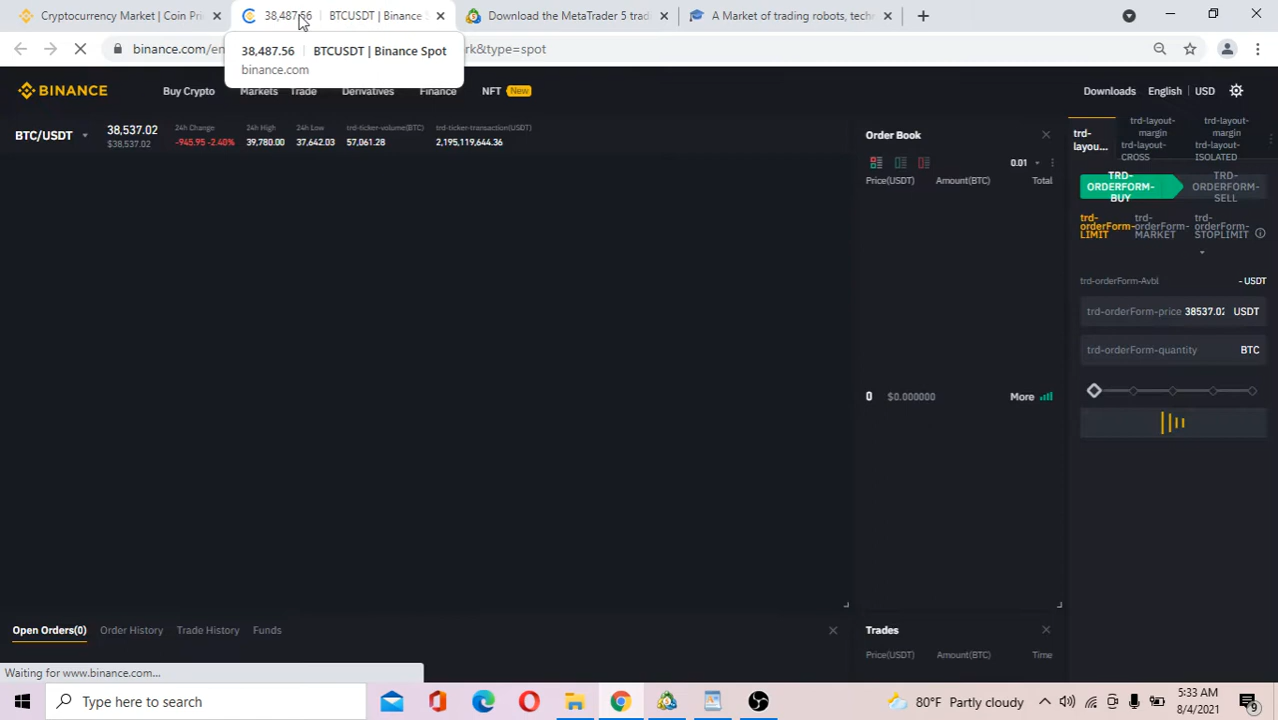 Cryptocurrency Market | Coin Pri
38,487.56 | BTCUSDT | Binance S
Download the MetaTrader 5 tradi
A Market of trading robots, tech
38,487.56 | BTCUSDT | Binance Spot
binance.com
binance.com/en
rk&type=spot
BINANCE
Buy Crypto
Markets
Trade
Derivatives
Finance
NFT
New
Downloads
English
USD
BTC/USDT
38,537.02
$38,537.02
24h Change
-945.95 -2.40%
24h High
39,780.00
24h Low
37,642.03
trd-ticker-volume(BTC)
57,061.28
trd-ticker-transaction(USDT)
2,195,119,644.36
Order Book
0.01
Price(USDT)
Amount(BTC)
Total
0
$0.000000
More
trd-
layou...
trd-layout-
margin
trd-layout-
CROSS
trd-layout-
margin
trd-layout-
ISOLATED
TRD-
ORDERFORM-
BUY
TRD-
ORDERFORM-
SELL
trd-
orderForm-
LIMIT
trd-
orderForm-
MARKET
trd-
orderForm-
STOPLIMIT
trd-orderForm-Avbl
- USDT
trd-orderForm-price
38537.02
USDT
trd-orderForm-quantity
BTC
Open Orders(0)
Order History
Trade History
Funds
Trades
Price(USDT)
Amount(BTC)
Time
Waiting for www.binance.com...
Type here to search
80°F Partly cloudy
5:33 AM
8/4/2021
9